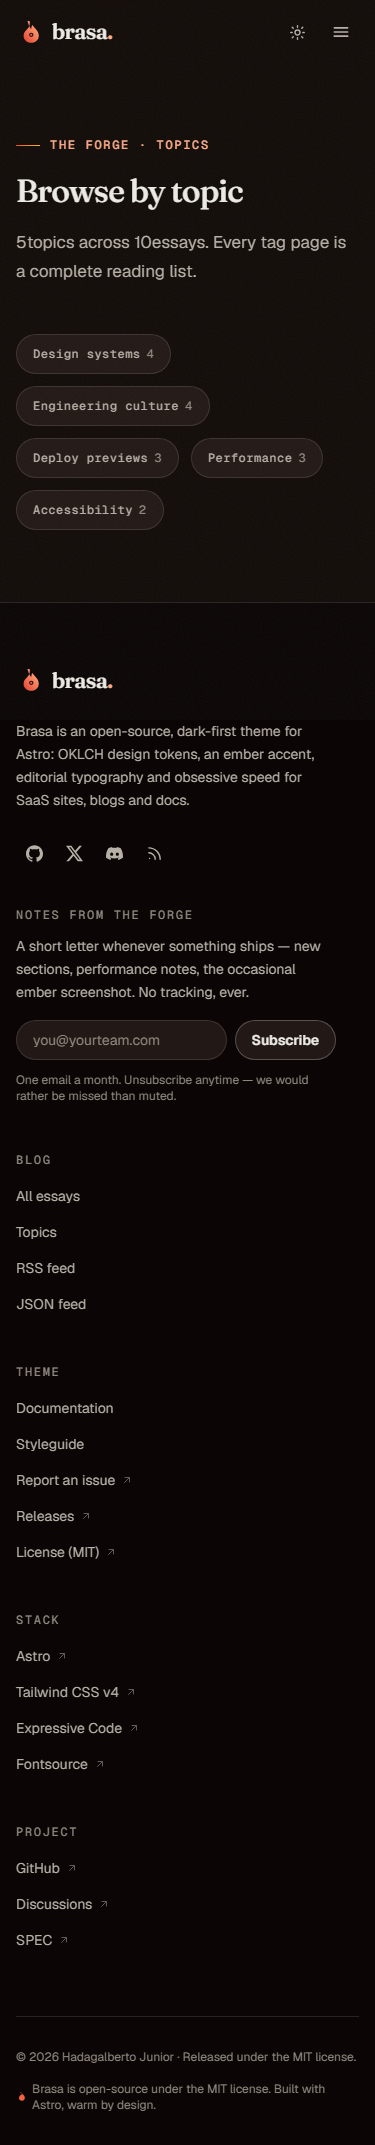 brasa.
THE FORGE · TOPICS
Browse by topic
5topics across 10essays. Every tag page is
a complete reading list.
Design systems 4
Engineering culture 4
Deploy previews 3
Performance 3
Accessibility 2
brasa.
Brasa is an open-source, dark-first theme for
Astro: OKLCH design tokens, an ember accent,
editorial typography and obsessive speed for
SaaS sites, blogs and docs.
NOTES FROM THE FORGE
A short letter whenever something ships — new
sections, performance notes, the occasional
ember screenshot. No tracking, ever.
you@yourteam.com
Subscribe
One email a month. Unsubscribe anytime — we would
rather be missed than muted.
BLOG
All essays
Topics
RSS feed
JSON feed
THEME
Documentation
Styleguide
Report an issue ↗
Releases ↗
License (MIT) ↗
STACK
Astro ↗
Tailwind CSS v4 ↗
Expressive Code ↗
Fontsource ↗
PROJECT
GitHub ↗
Discussions ↗
SPEC ↗
© 2026 Hadagalberto Junior · Released under the MIT license.
Brasa is open-source under the MIT license. Built with
Astro, warm by design.